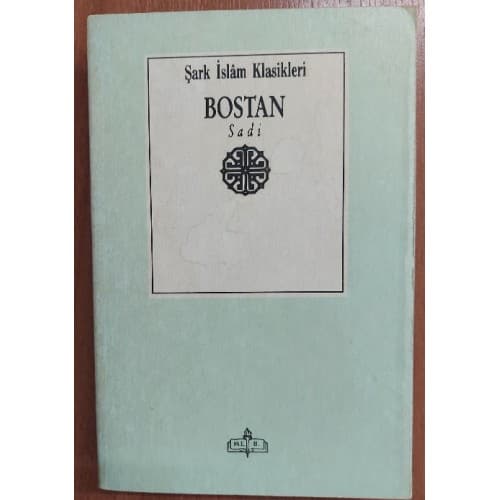 Şark İslâm Klasikleri
BOSTAN
Sadi
M.E. B.